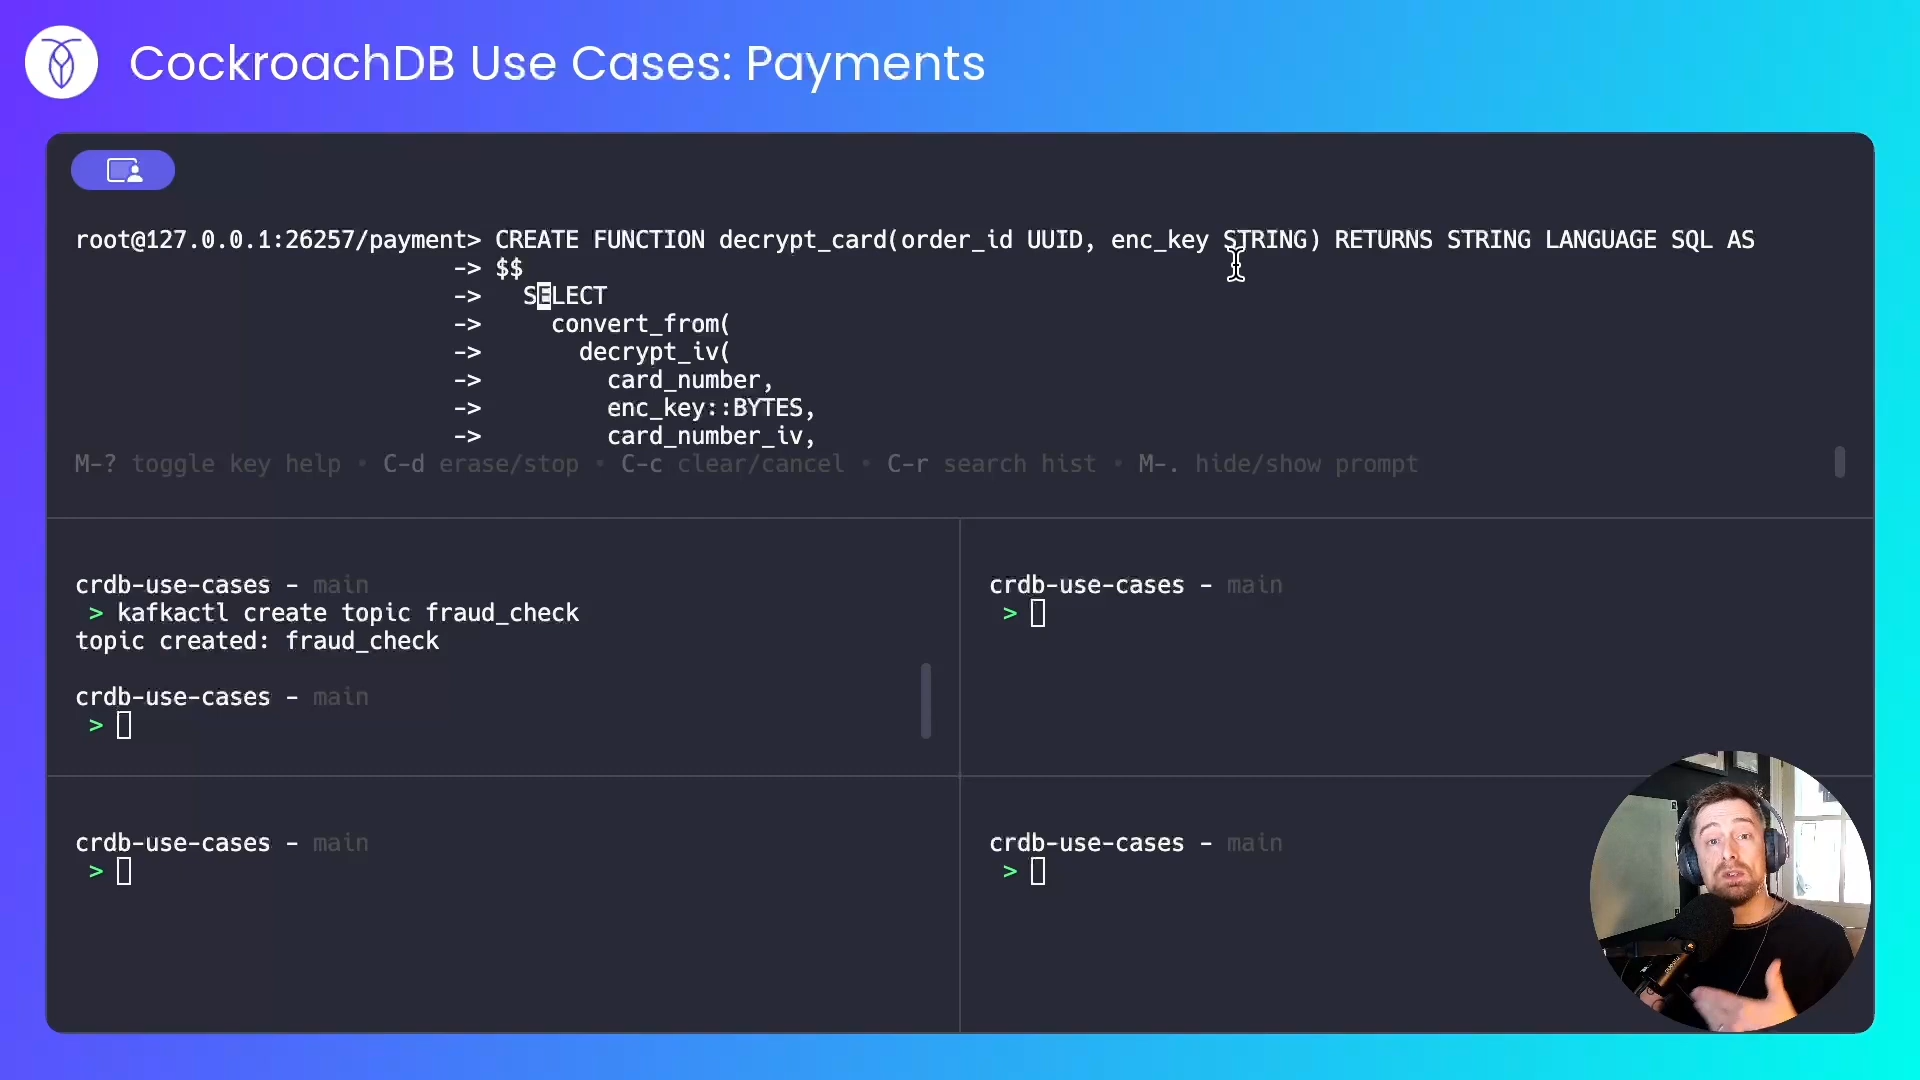 CockroachDB Use Cases: Payments
root@127.0.0.1:26257/payment> CREATE FUNCTION decrypt_card(order_id UUID, enc_key STRING) RETURNS STRING LANGUAGE SQL AS
-> $$
-> SELECT
-> convert_from(
-> decrypt_iv(
-> card_number,
-> enc_key::BYTES,
-> card_number_iv,
M-? toggle key help • C-d erase/stop • C-c clear/cancel • C-r search hist • M-. hide/show prompt
crdb-use-cases - main
> kafkactl create topic fraud_check
topic created: fraud_check
crdb-use-cases - main
>
crdb-use-cases - main
>
crdb-use-cases - main
>
crdb-use-cases - main
>